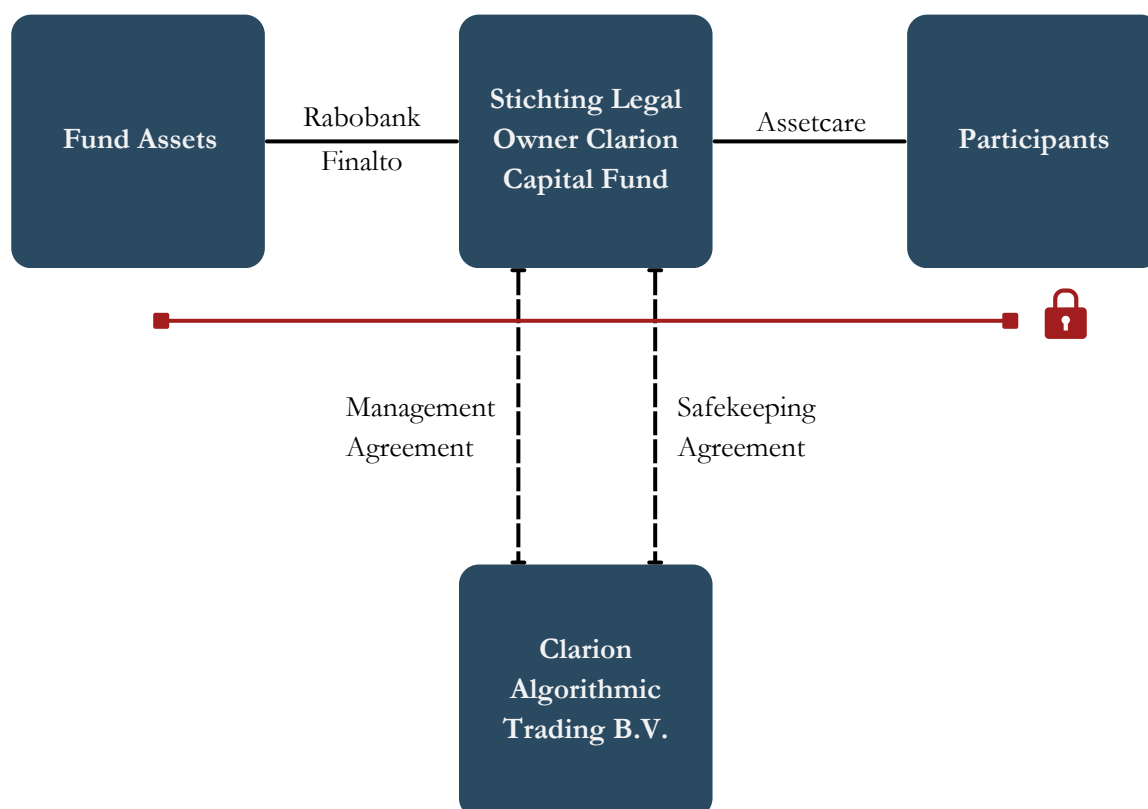 Fund Assets
Rabobank
Finalto
Stichting Legal
Owner Clarion
Capital Fund
Assetcare
Participants
Management
Agreement
Safekeeping
Agreement
Clarion
Algorithmic
Trading B.V.